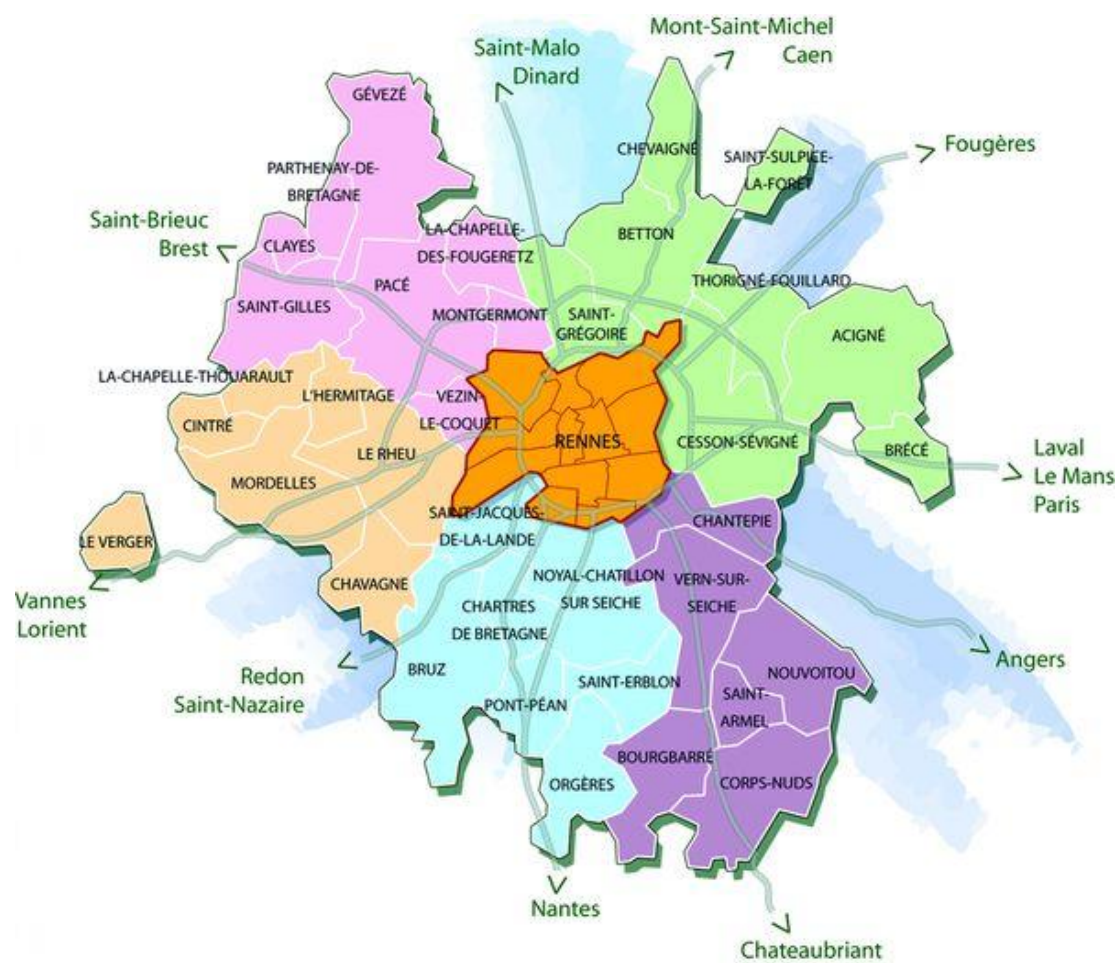 Mont-Saint-Michel
Caen
Saint-Malo
Dinard
GÉVEZÉ
CHEVAIGNÉ
SAINT-SULPICE-
LA-FORÊT
Fougères
PARTHENAY-DE-
BRETAGNE
Saint-Brieuc
Brest
CLAYES
LA-CHAPELLE-
DES-FOUGERETZ
BETTON
PACÉ
THORIGNÉ-FOUILLARD
SAINT-GILLES
MONTGERMONT
SAINT-
GRÉGOIRE
ACIGNÉ
LA-CHAPELLE-THOUARAULT
L'HERMITAGE
VEZIN-
LE-COQUET
CINTRÉ
RENNES
CESSON-SÉVIGNÉ
BRÉCÉ
LE RHEU
Laval
Le Mans
Paris
MORDELLES
SAINT-JACQUES-
DE-LA-LANDE
CHANTEPIE
LE VERGER
CHAVAGNE
NOYAL-CHATILLON
SUR SEICHE
VERN-SUR-
SEICHE
Vannes
Lorient
CHARTRES
DE BRETAGNE
Angers
Redon
Saint-Nazaire
BRUZ
SAINT-ERBLON
NOUVOITOU
PONT-PÉAN
SAINT-
ARMEL
BOURGBARRÉ
ORGÈRES
CORPS-NUDS
Nantes
Chateaubriant